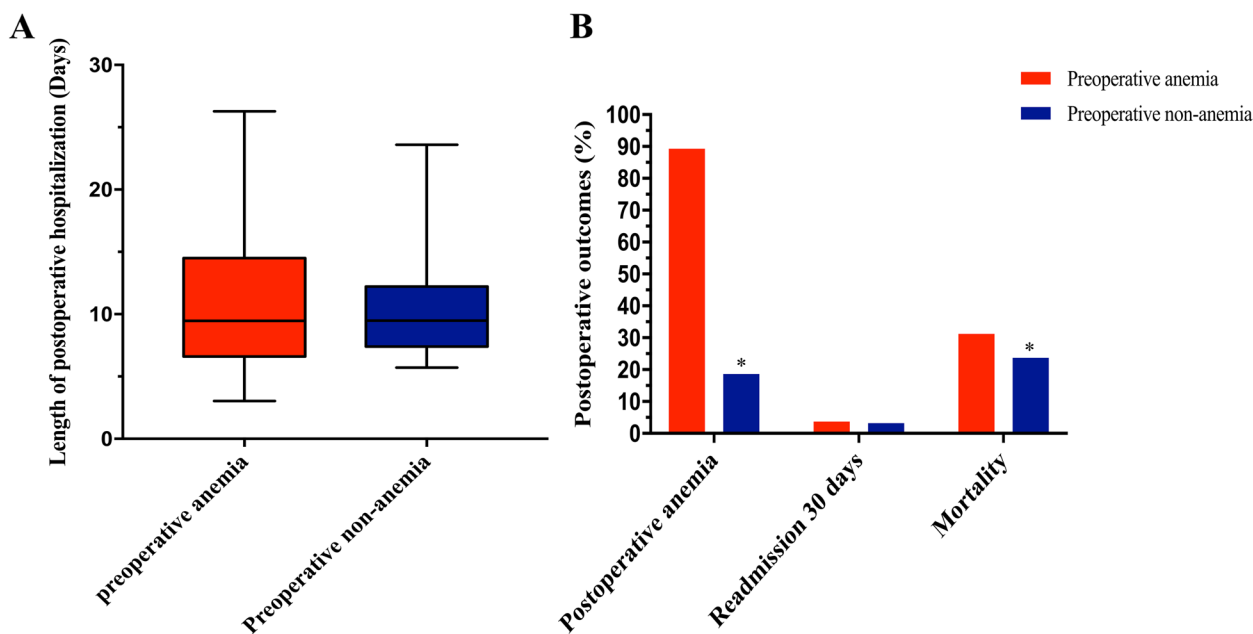 A
Length of postoperative hospitalization (Days)
30
20
10
0
preoperative anemia
Preoperative non-anemia
B
Preoperative anemia
Preoperative non-anemia
Postoperative outcomes (%)
100
90
80
70
60
50
40
30
20
10
0
*
*
Postoperative anemia
Readmission 30 days
Mortality